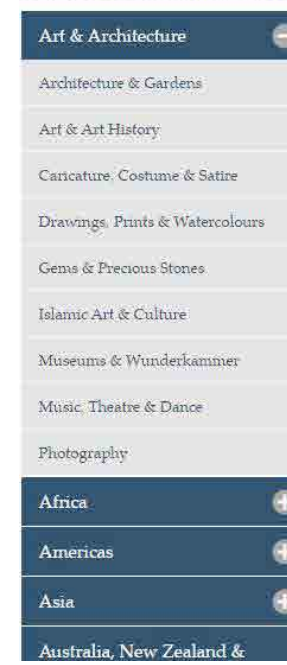 Art & Architecture
Architecture & Gardens
Art & Art History
Caricature, Costume & Satire
Drawings, Prints & Watercolours
Gems & Precious Stones
Islamic Art & Culture
Museums & Wunderkammer
Music, Theatre & Dance
Photography
Africa
Americas
Asia
Australia, New Zealand &